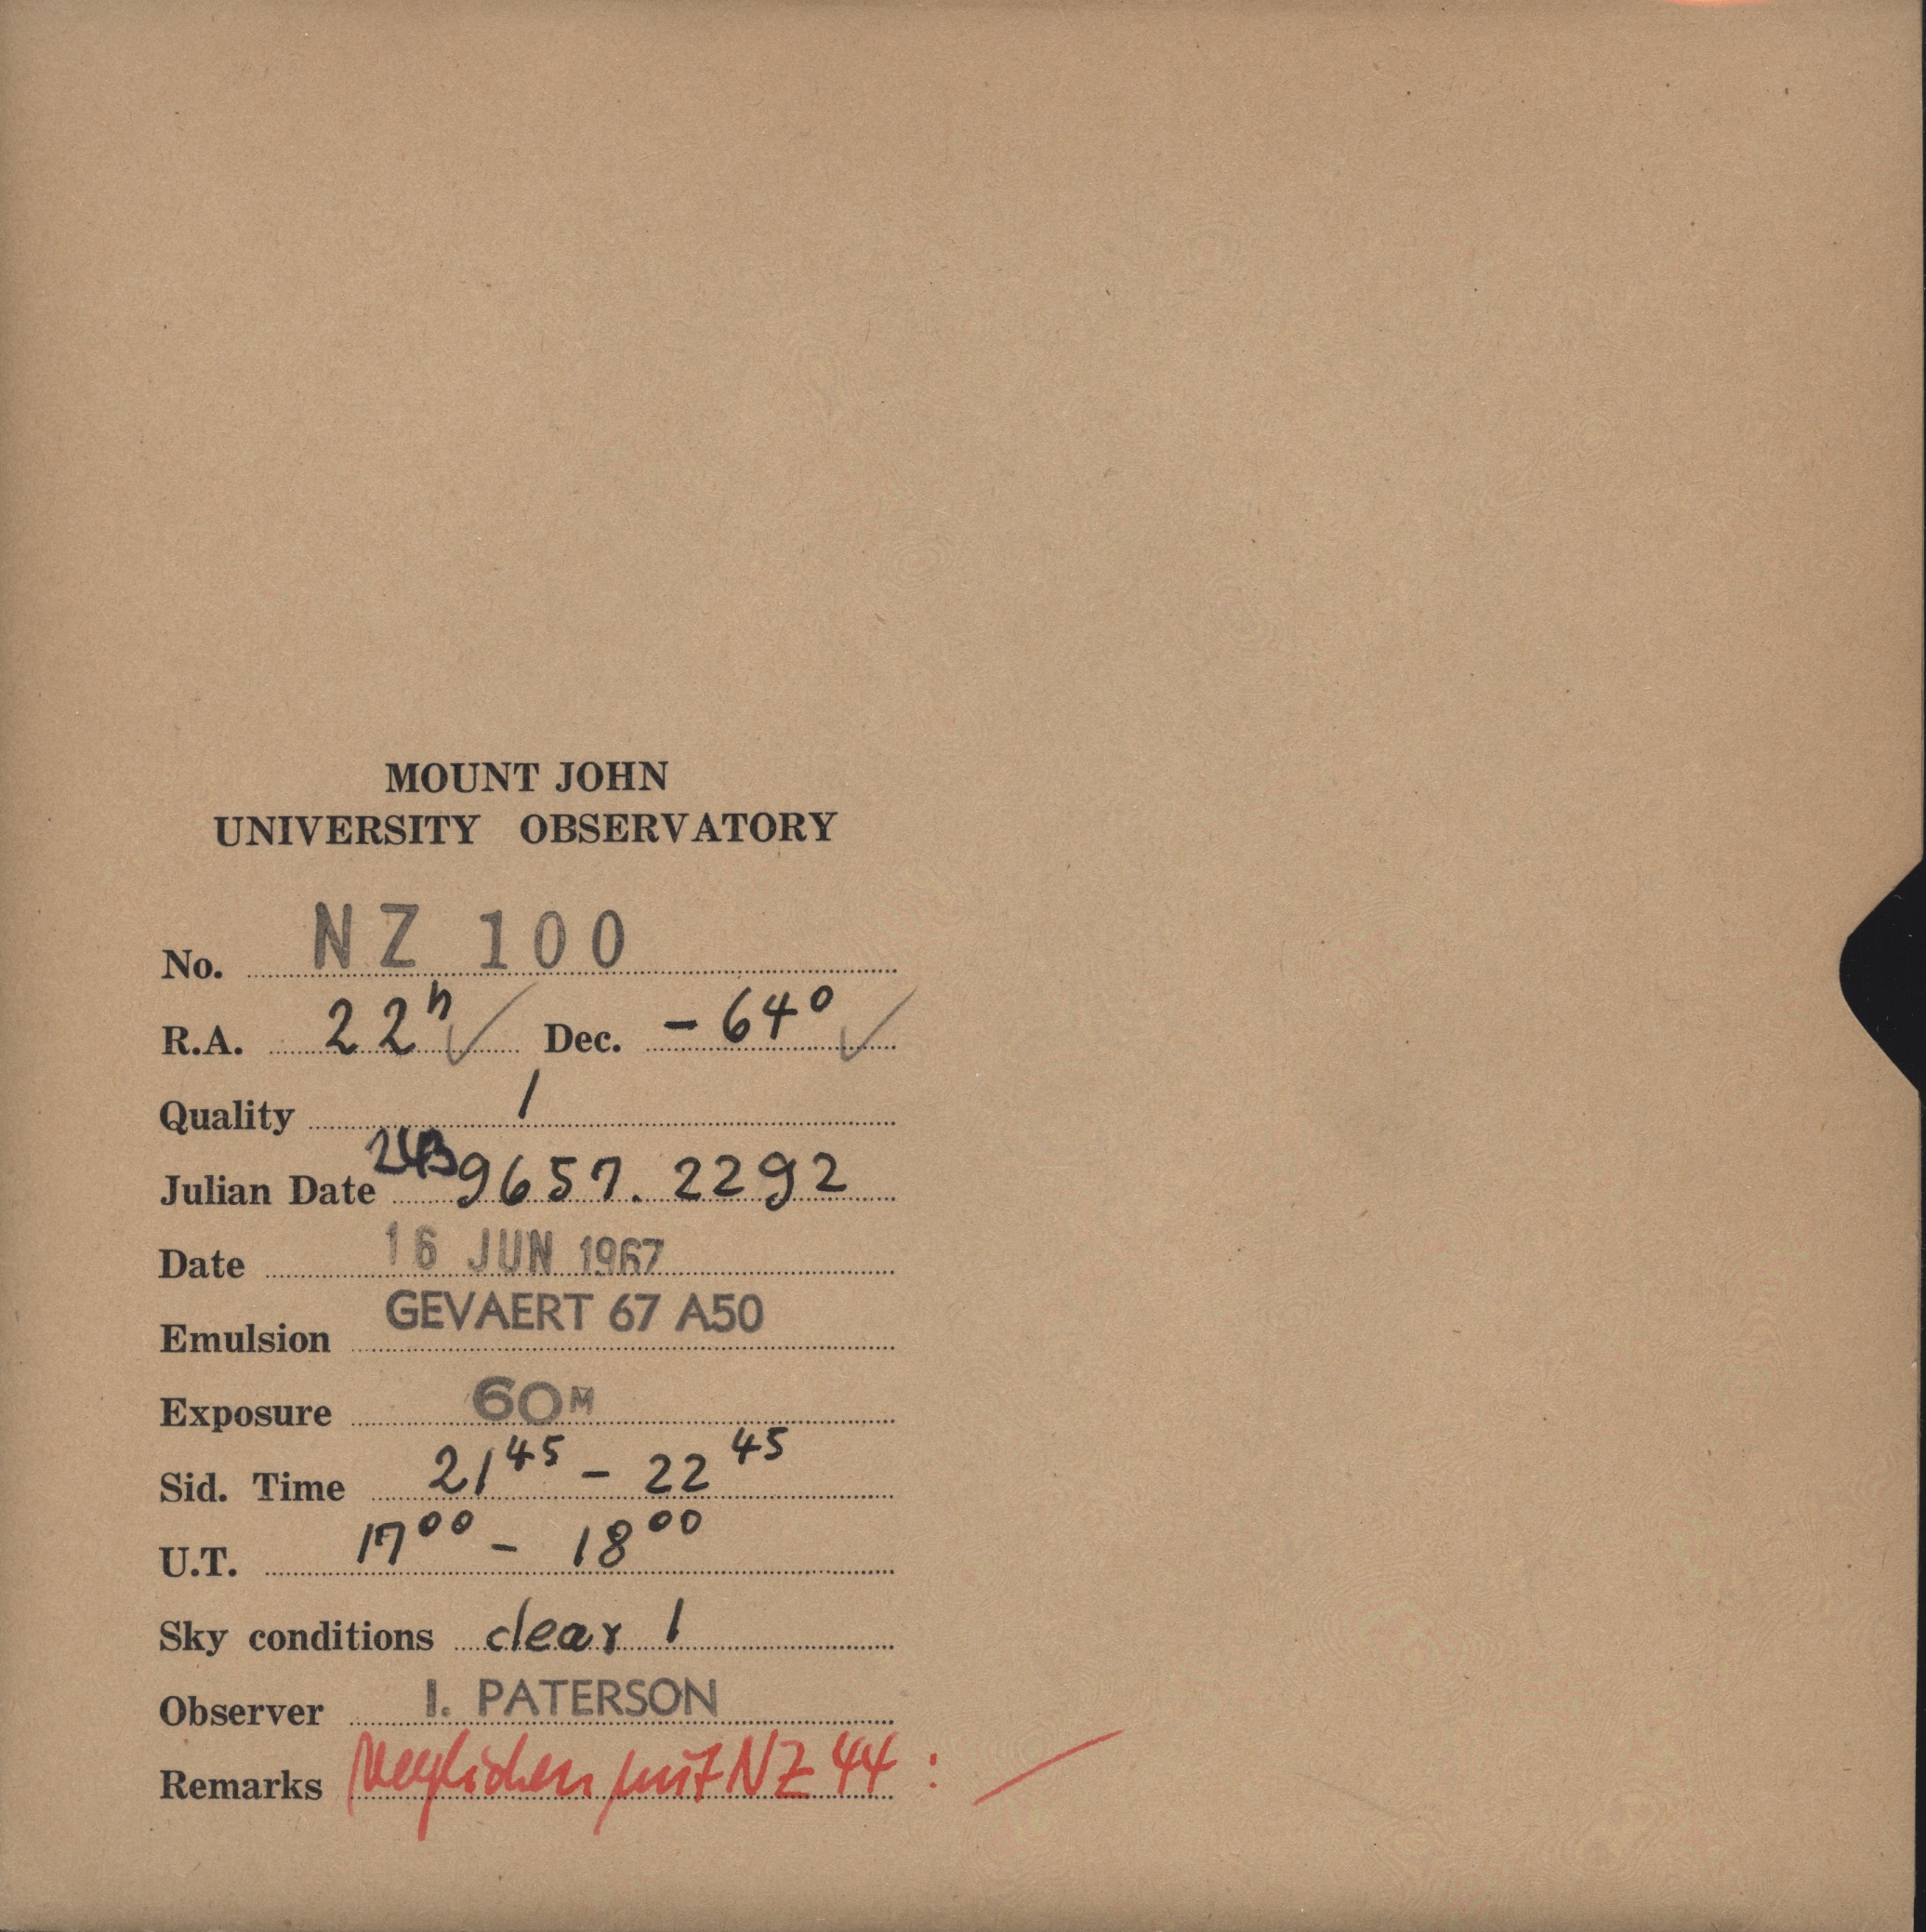 MOUNT JOHN
UNIVERSITY OBSERVATORY
No. NZ 100
R.A. 22h ✓ Dec. -64° ✓
Quality 1
Julian Date 2439657.2292
Date 16 JUN 1967
Emulsion GEVAERT 67 A50
Exposure 60M
Sid. Time 21 45 - 22 45
U.T. 17 00 - 18 00
Sky conditions clear 1
Observer I. PATERSON
Remarks Verglichen mit NZ 44 : /